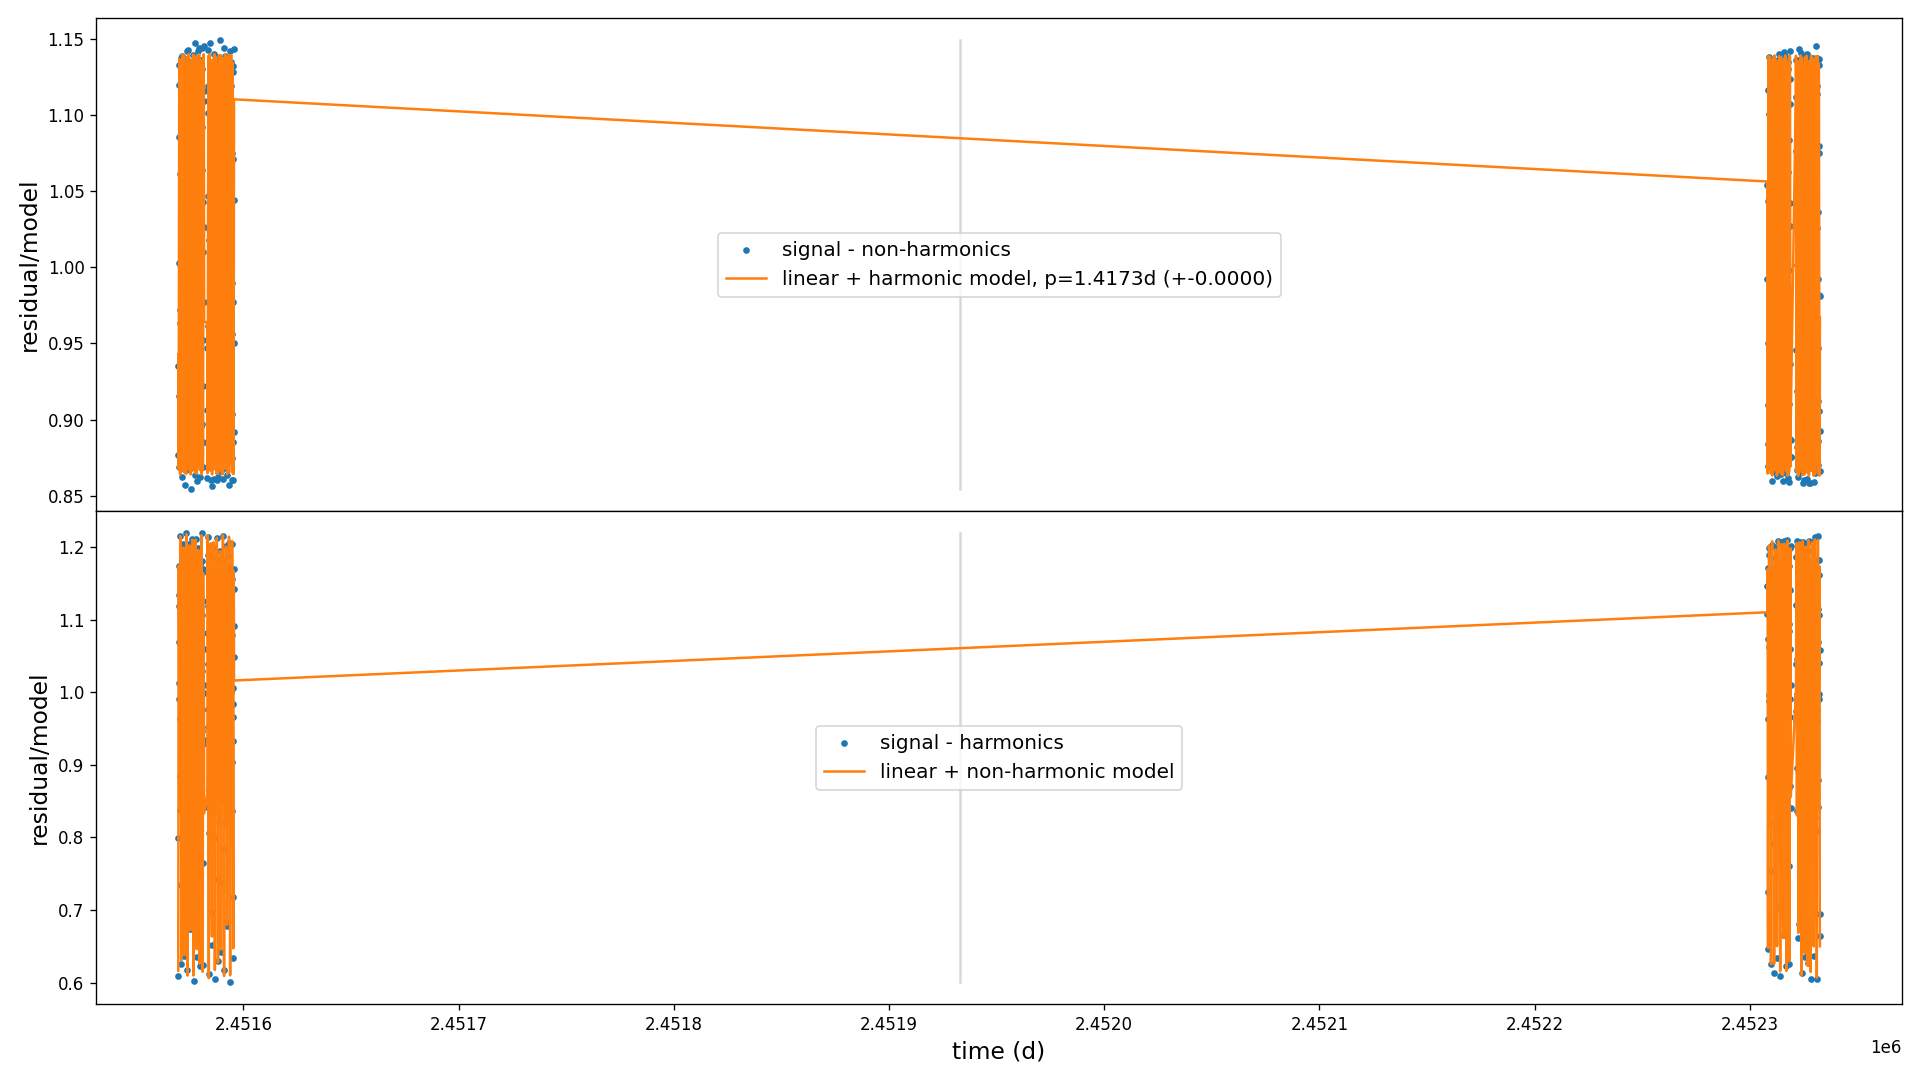 1.15
1.10
1.05
1.00
0.95
0.90
0.85
residual/model
signal - non-harmonics
linear + harmonic model, p=1.4173d (+-0.0000)
1.2
1.1
1.0
0.9
0.8
0.7
0.6
residual/model
signal - harmonics
linear + non-harmonic model
2.4516 2.4517 2.4518 2.4519 2.4520 2.4521 2.4522 2.4523
1e6
time (d)